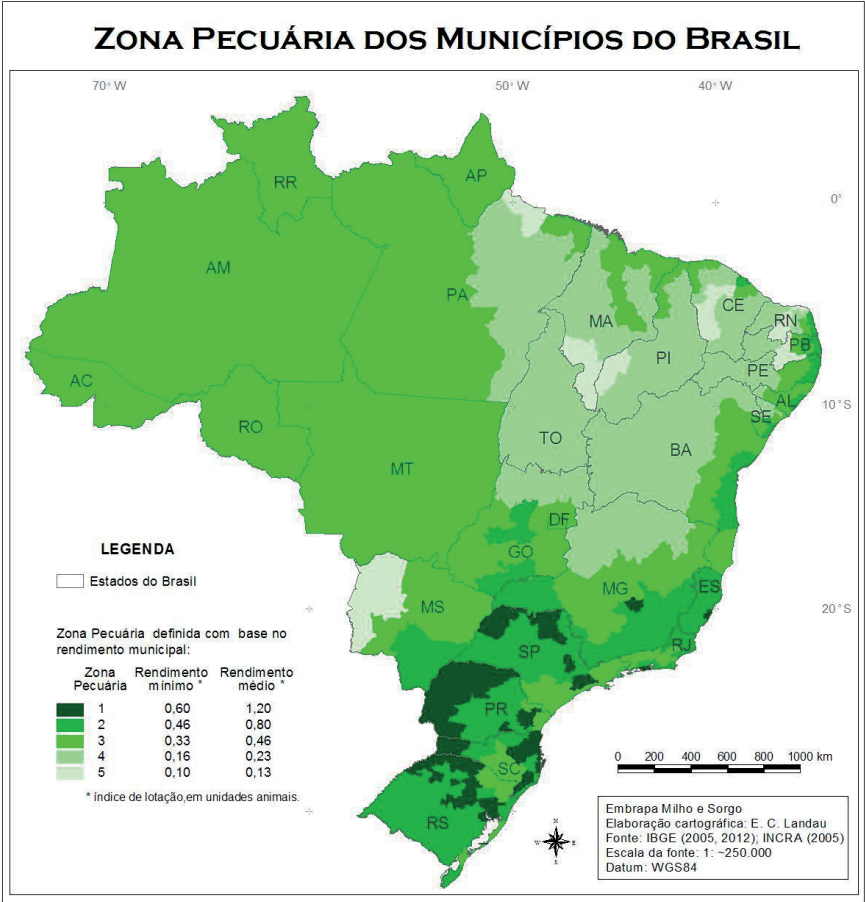 ZONA PECUÁRIA DOS MUNICÍPIOS DO BRASIL
70° W 50° W 40° W
RR
AP
0°
AM
PA
MA
CE
RN
PB
PI
PE
AC
AL
10° S
SE
RO
TO
BA
MT
DF
GO
LEGENDA
Estados do Brasil
MG
ES
MS
20° S
RJ
SP
Zona Pecuária definida com base no
rendimento municipal:
Zona Rendimento Rendimento
Pecuária mínimo * médio *
1 0,60 1,20
2 0,46 0,80
3 0,33 0,46
4 0,16 0,23
5 0,10 0,13
* índice de lotação,em unidades animais.
PR
SC
RS
0 200 400 600 800 1000 km
N
W E
S
Embrapa Milho e Sorgo
Elaboração cartográfica: E. C. Landau
Fonte: IBGE (2005, 2012); INCRA (2005)
Escala da fonte: 1: ~250.000
Datum: WGS84